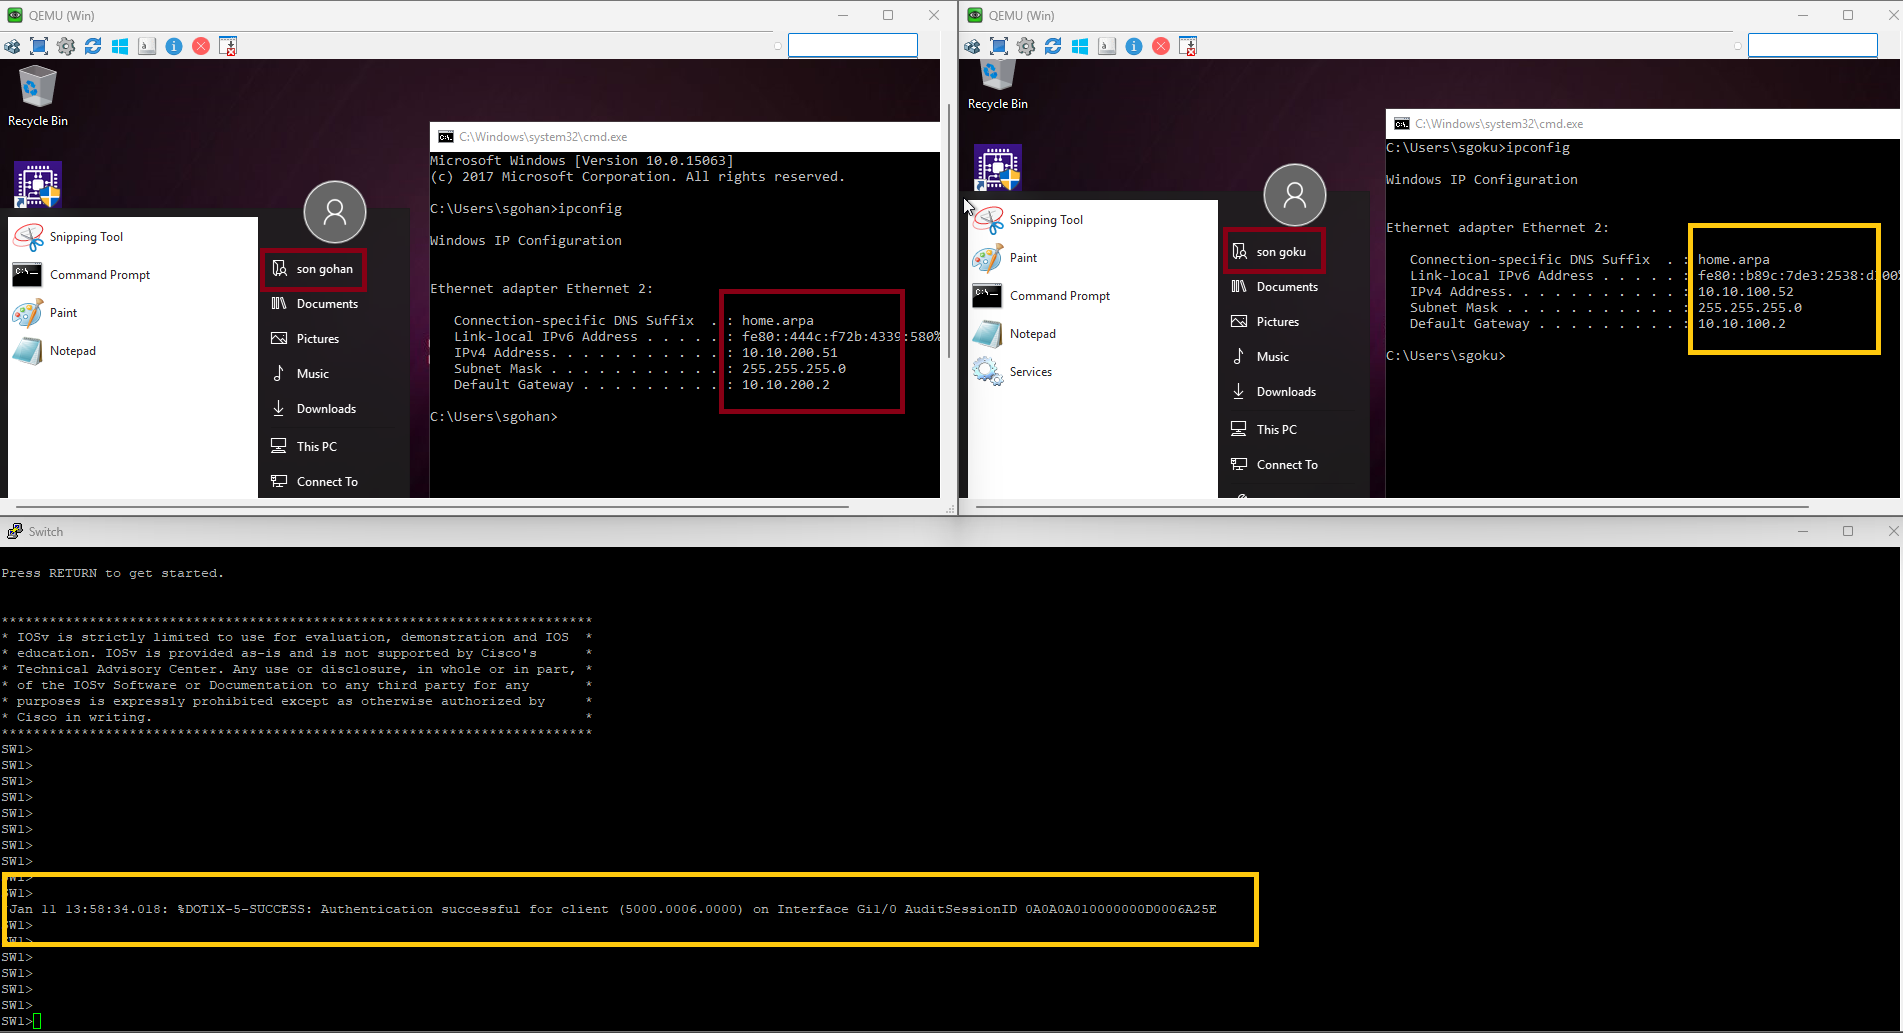 QEMU (Win)
Recycle Bin
Snipping Tool
Command Prompt
Paint
Notepad
son gohan
Documents
Pictures
Music
Downloads
This PC
Connect To
C:\Windows\system32\cmd.exe
Microsoft Windows [Version 10.0.15063]
(c) 2017 Microsoft Corporation. All rights reserved.
C:\Users\sgohan>ipconfig
Windows IP Configuration
Ethernet adapter Ethernet 2:
Connection-specific DNS Suffix . : home.arpa
Link-local IPv6 Address . . . . . : fe80::444c:f72b:4339:580%
IPv4 Address. . . . . . . . . . . : 10.10.200.51
Subnet Mask . . . . . . . . . . . : 255.255.255.0
Default Gateway . . . . . . . . . : 10.10.200.2
C:\Users\sgohan>
QEMU (Win)
Recycle Bin
Snipping Tool
Paint
Command Prompt
Notepad
Services
son goku
Documents
Pictures
Music
Downloads
This PC
Connect To
C:\Windows\system32\cmd.exe
C:\Users\sgoku>ipconfig
Windows IP Configuration
Ethernet adapter Ethernet 2:
Connection-specific DNS Suffix . : home.arpa
Link-local IPv6 Address . . . . . :
IPv4 Address. . . . . . . . . . . : 10.10.100.52
Subnet Mask . . . . . . . . . . . : 255.255.255.0
Default Gateway . . . . . . . . . : 10.10.100.2
C:\Users\sgoku>
Switch
Press RETURN to get started.
**************************************************************************
* IOSv is strictly limited to use for evaluation, demonstration and IOS *
* education. IOSv is provided as-is and is not supported by Cisco's *
* Technical Advisory Center. Any use or disclosure, in whole or in part, *
* of the IOSv Software or Documentation to any third party for any *
* purposes is expressly prohibited except as otherwise authorized by *
* Cisco in writing. *
**************************************************************************
SW1>
SW1>
SW1>
SW1>
SW1>
SW1>
SW1>
SW1>
SW1>
SW1>
Jan 11 13:58:34.018: %DOT1X-5-SUCCESS: Authentication successful for client (5000.0006.0000) on Interface Gi1/0 AuditSessionID 0A0A0A010000000D0006A25E
SW1>
SW1>
SW1>
SW1>
SW1>
SW1>
SW1>